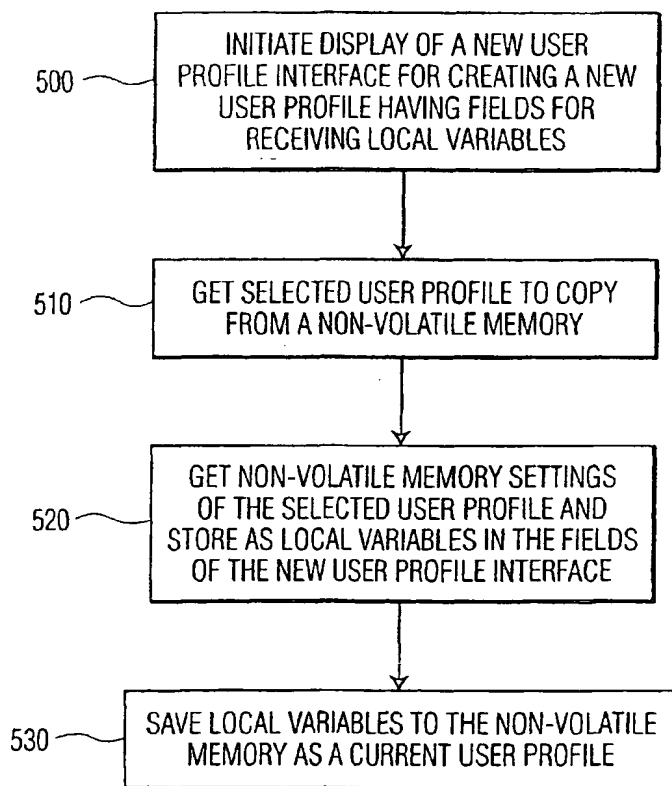 500
INITIATE DISPLAY OF A NEW USER
PROFILE INTERFACE FOR CREATING A NEW
USER PROFILE HAVING FIELDS FOR
RECEIVING LOCAL VARIABLES
510
GET SELECTED USER PROFILE TO COPY
FROM A NON-VOLATILE MEMORY
520
GET NON-VOLATILE MEMORY SETTINGS
OF THE SELECTED USER PROFILE AND
STORE AS LOCAL VARIABLES IN THE FIELDS
OF THE NEW USER PROFILE INTERFACE
530
SAVE LOCAL VARIABLES TO THE NON-VOLATILE
MEMORY AS A CURRENT USER PROFILE